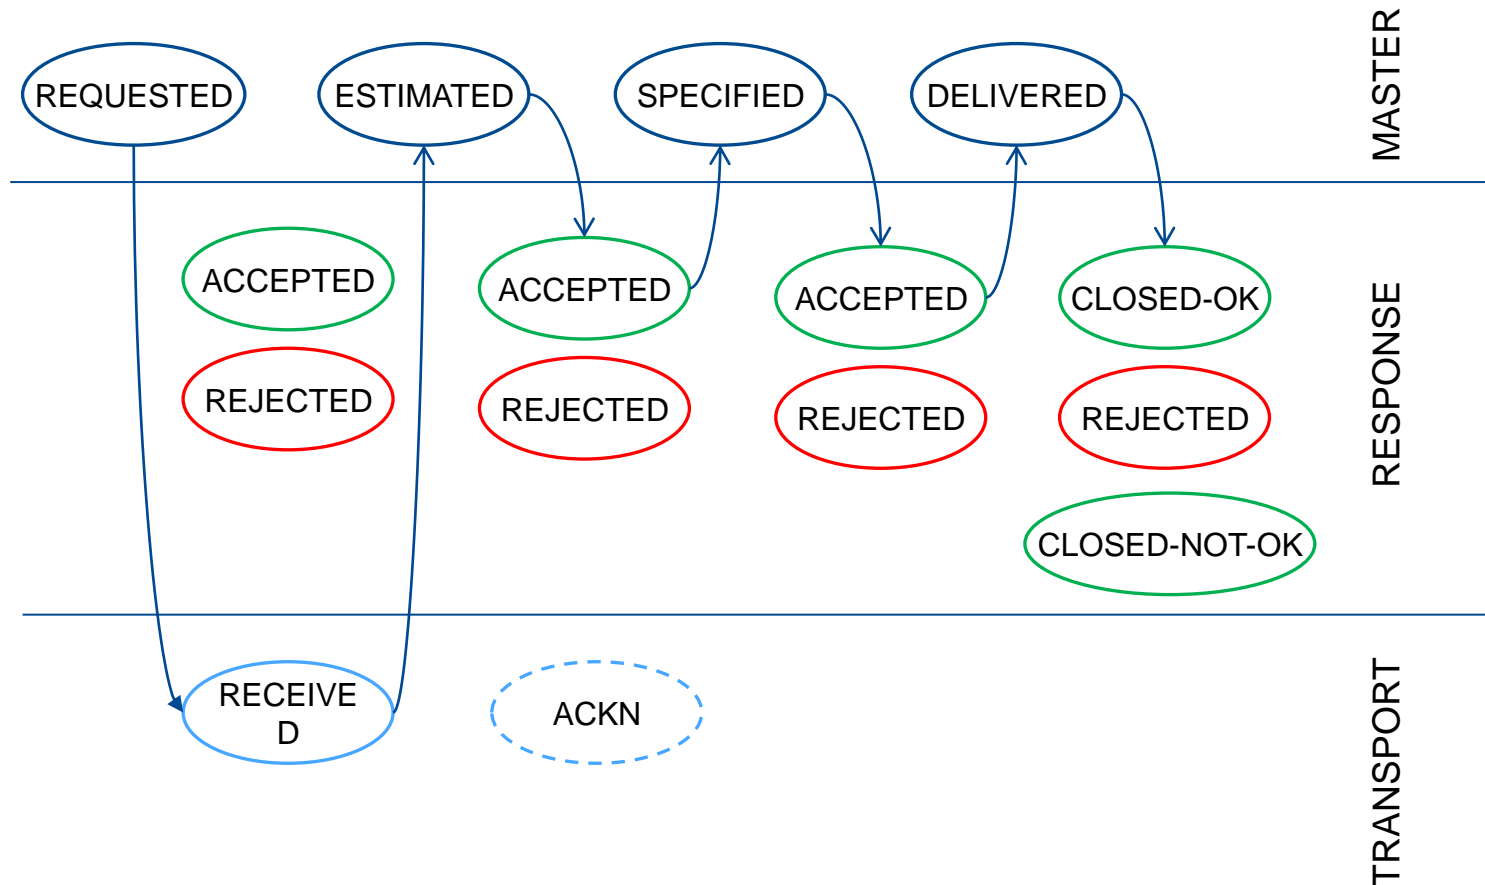 REQUESTED
ESTIMATED
SPECIFIED
DELIVERED
MASTER
ACCEPTED
ACCEPTED
ACCEPTED
CLOSED-OK
REJECTED
REJECTED
REJECTED
REJECTED
CLOSED-NOT-OK
RESPONSE
RECEIVE
D
ACKN
TRANSPORT